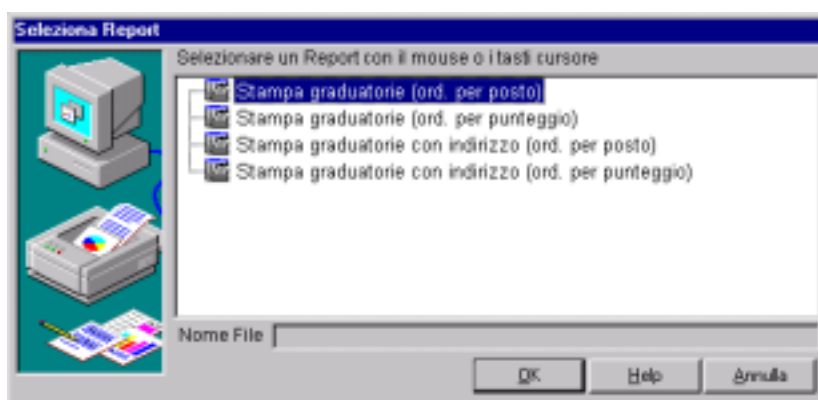 Seleziona Report
Selezionare un Report con il mouse o i tasti cursore
Stampa graduatorie (ord. per posto)
Stampa graduatorie (ord. per punteggio)
Stampa graduatorie con indirizzo (ord. per posto)
Stampa graduatorie con indirizzo (ord. per punteggio)
Nome File
OK Help Annulla